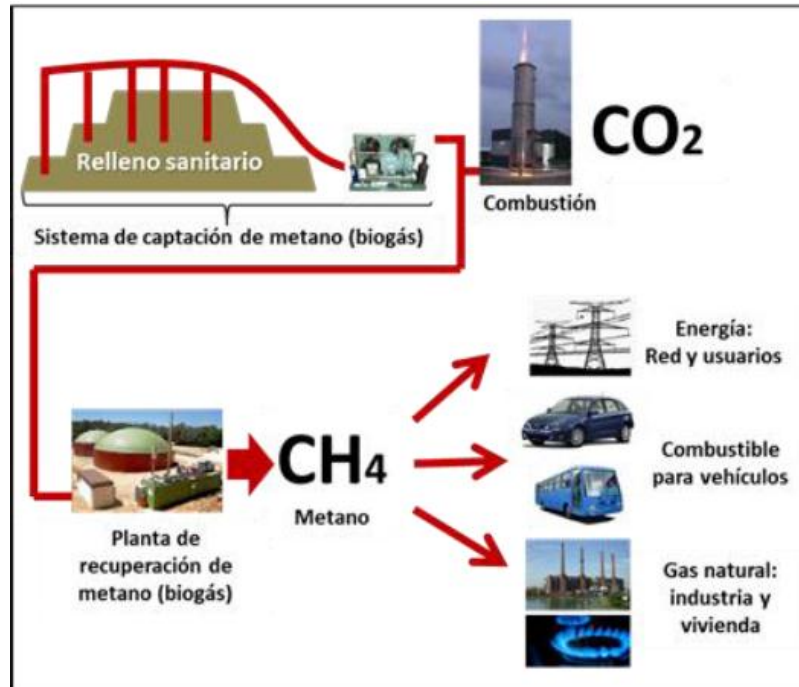 Relleno sanitario
Sistema de captación de metano (biogás)
CO2
Combustión
Energía:
Red y usuarios
CH4
Metano
Combustible
para vehículos
Planta de
recuperación de
metano (biogás)
Gas natural:
industria y
vivienda